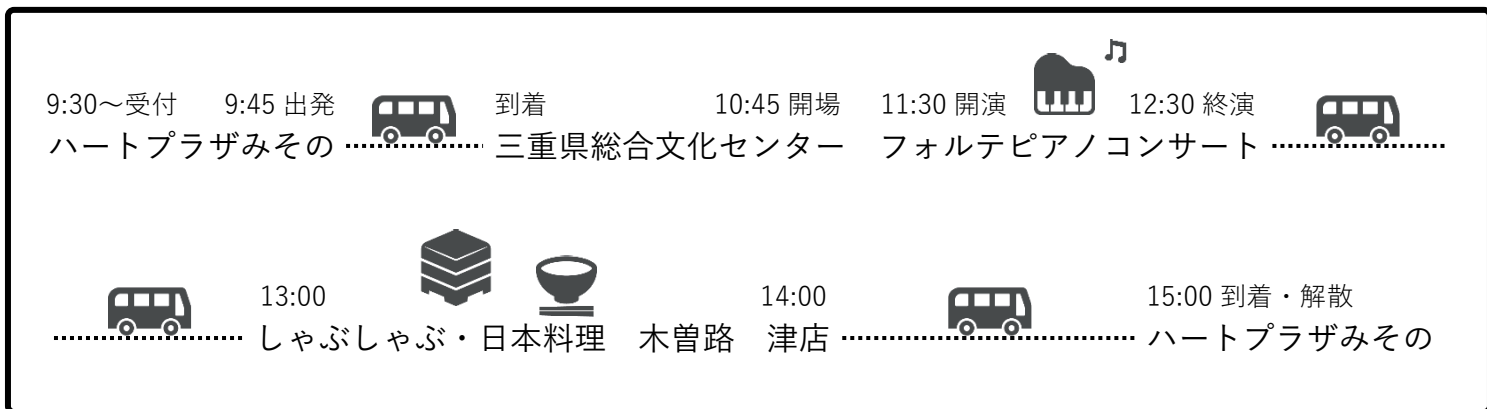 9:30～受付 9:45 出発 到着 10:45 開場 11:30 開演 12:30 終演
ハートプラザみその 三重県総合文化センター フォルテピアノコンサート
13:00 14:00 15:00 到着・解散
しゃぶしゃぶ・日本料理 木曽路 津店 ハートプラザみその